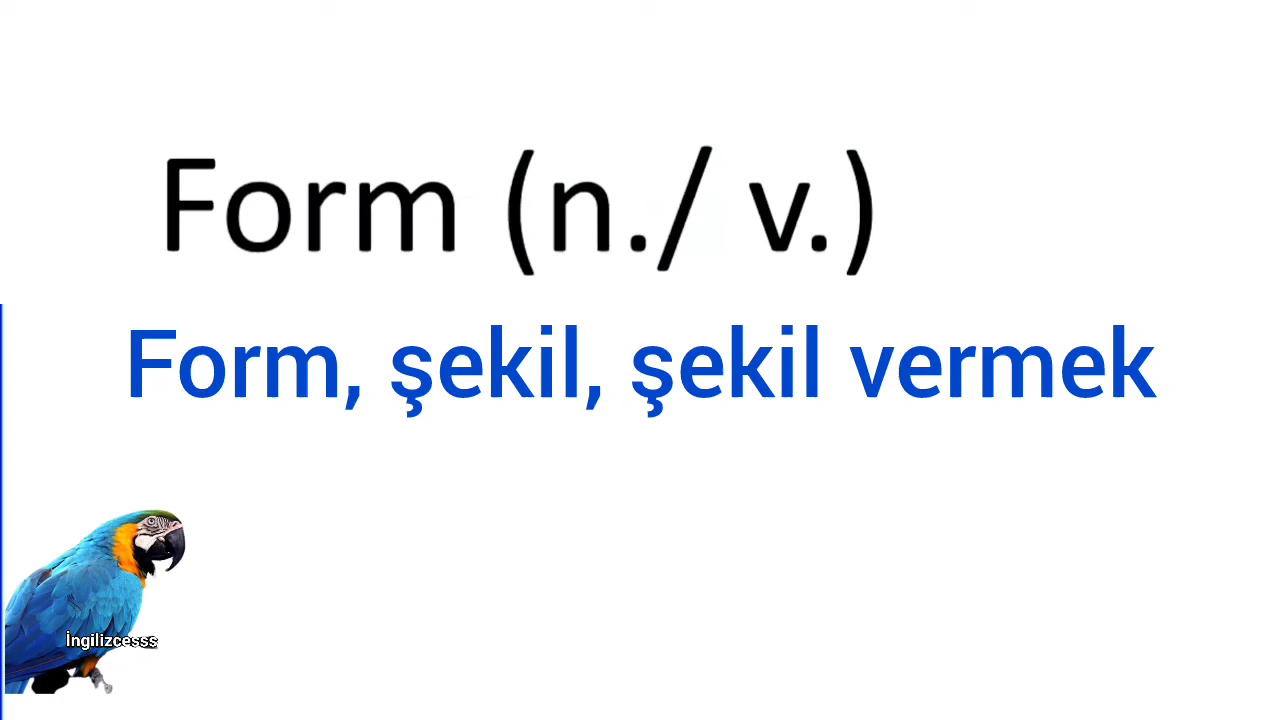 Form (n./ v.)
Form, şekil, şekil vermek
İngilizcesss